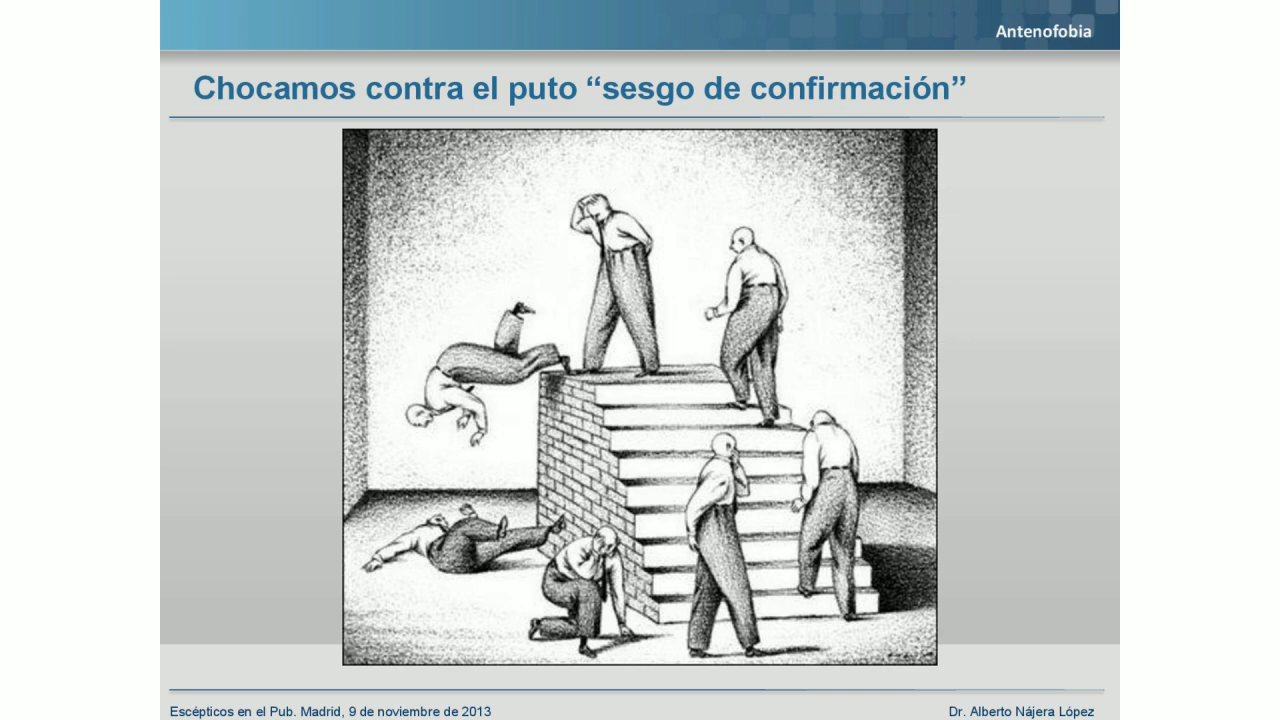 Antenofobia
Chocamos contra el puto “sesgo de confirmación”
Escépticos en el Pub. Madrid, 9 de noviembre de 2013
Dr. Alberto Nájera López